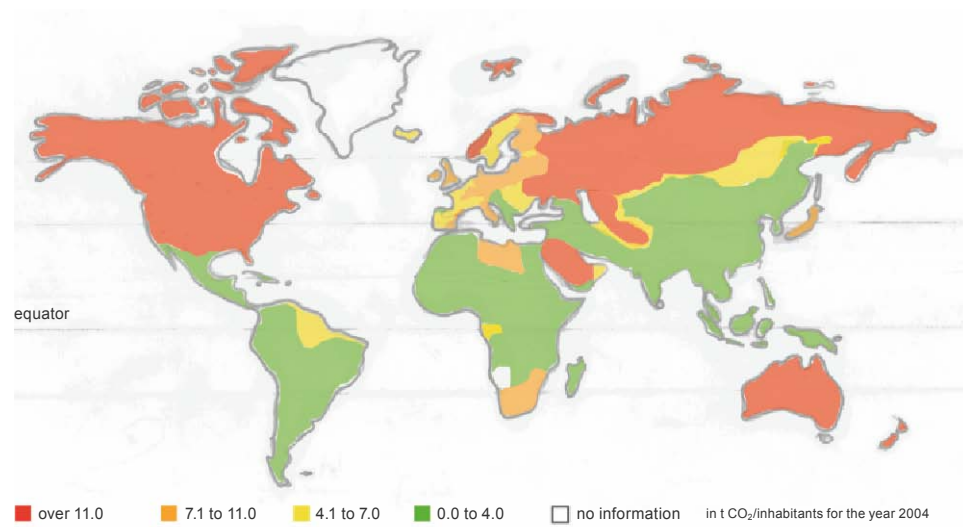 equator
over 11.0
7.1 to 11.0
4.1 to 7.0
0.0 to 4.0
no information
in t CO₂/inhabitants for the year 2004